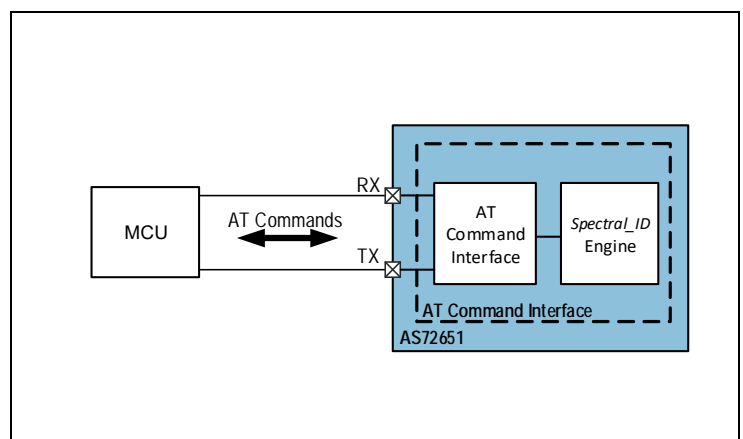 RX
MCU
AT Commands
TX
AT
Command
Interface
Spectral_ID
Engine
AT Command Interface
AS72651